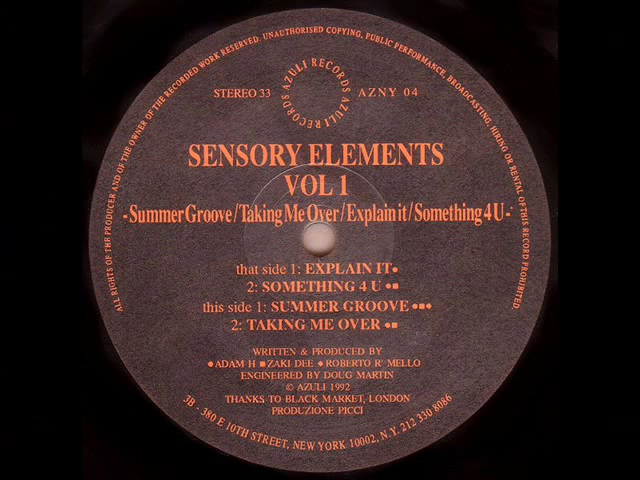 ALL RIGHTS OF THR PRODUCER AND OF THE OWNER OF THE RECORDED WORK RESERVED. UNAUTHORISED COPYING, PUBLIC PERFORMANCE, BROADCASTING, HIRING OR RENTAL OF THIS RECORD PROHIBITED.
AZULI RECORDS AZULI RECORDS
STEREO 33
AZNY 04
SENSORY ELEMENTS
VOL 1
- Summer Groove/Taking Me Over/Explain it/Something 4 U -
that side 1: EXPLAIN IT●
2: SOMETHING 4 U ●■
this side 1: SUMMER GROOVE ●■◆
2: TAKING ME OVER ●■
WRITTEN & PRODUCED BY
●ADAM H ■ZAKI DEE ◆ROBERTO R' MELLO
ENGINEERED BY DOUG MARTIN
© AZULI 1992
THANKS TO BLACK MARKET, LONDON
PRODUZIONE PICCI
3B - 380 E 10TH STREET, NEW YORK 10002, N.Y. 212 330 8086